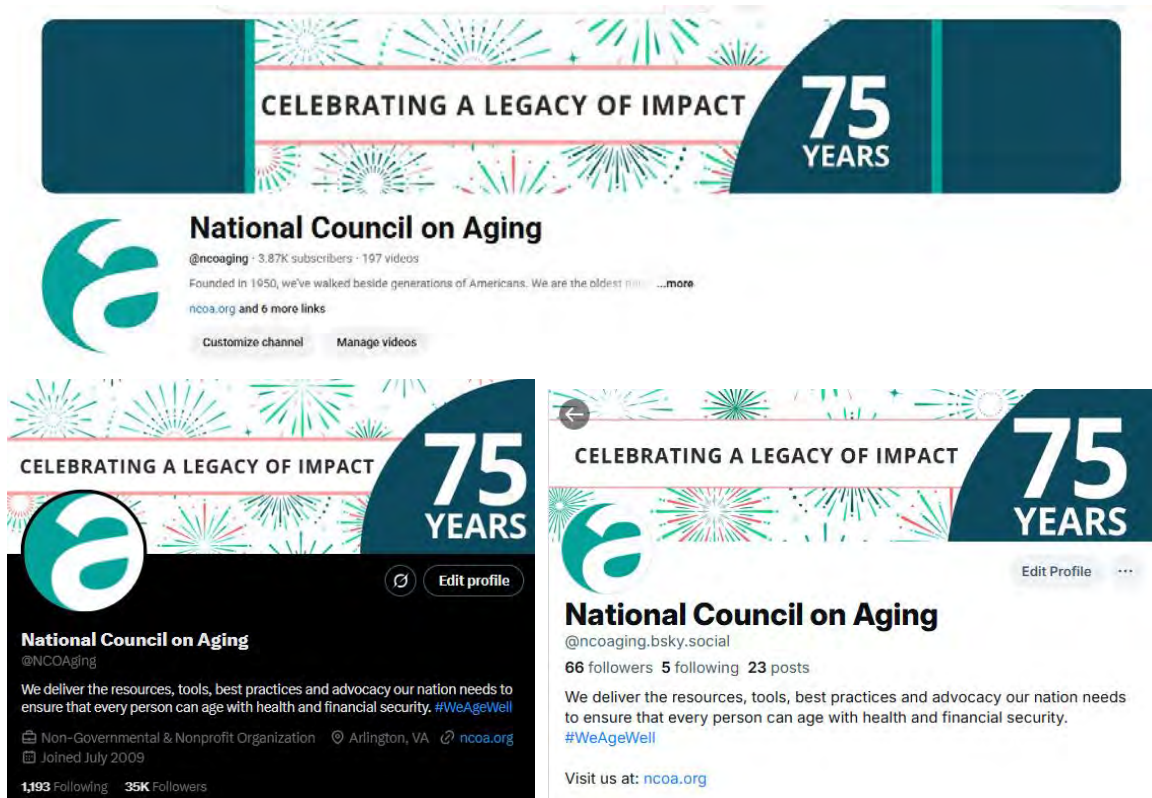 CELEBRATING A LEGACY OF IMPACT
75
YEARS
National Council on Aging
@ncoaging · 3.87K subscribers · 197 videos
Founded in 1950, we've walked beside generations of Americans. We are the oldest ...more
ncoa.org and 6 more links
Customize channel Manage videos
CELEBRATING A LEGACY OF IMPACT
75
YEARS
Edit profile
National Council on Aging
@NCOAging
We deliver the resources, tools, best practices and advocacy our nation needs to
ensure that every person can age with health and financial security. #WeAgeWell
Non-Governmental & Nonprofit Organization Arlington, VA ncoa.org
Joined July 2009
1,193 Following 35K Followers
CELEBRATING A LEGACY OF IMPACT
75
YEARS
Edit Profile ...
National Council on Aging
@ncoaging.bsky.social
66 followers 5 following 23 posts
We deliver the resources, tools, best practices and advocacy our nation needs
to ensure that every person can age with health and financial security.
#WeAgeWell
Visit us at: ncoa.org